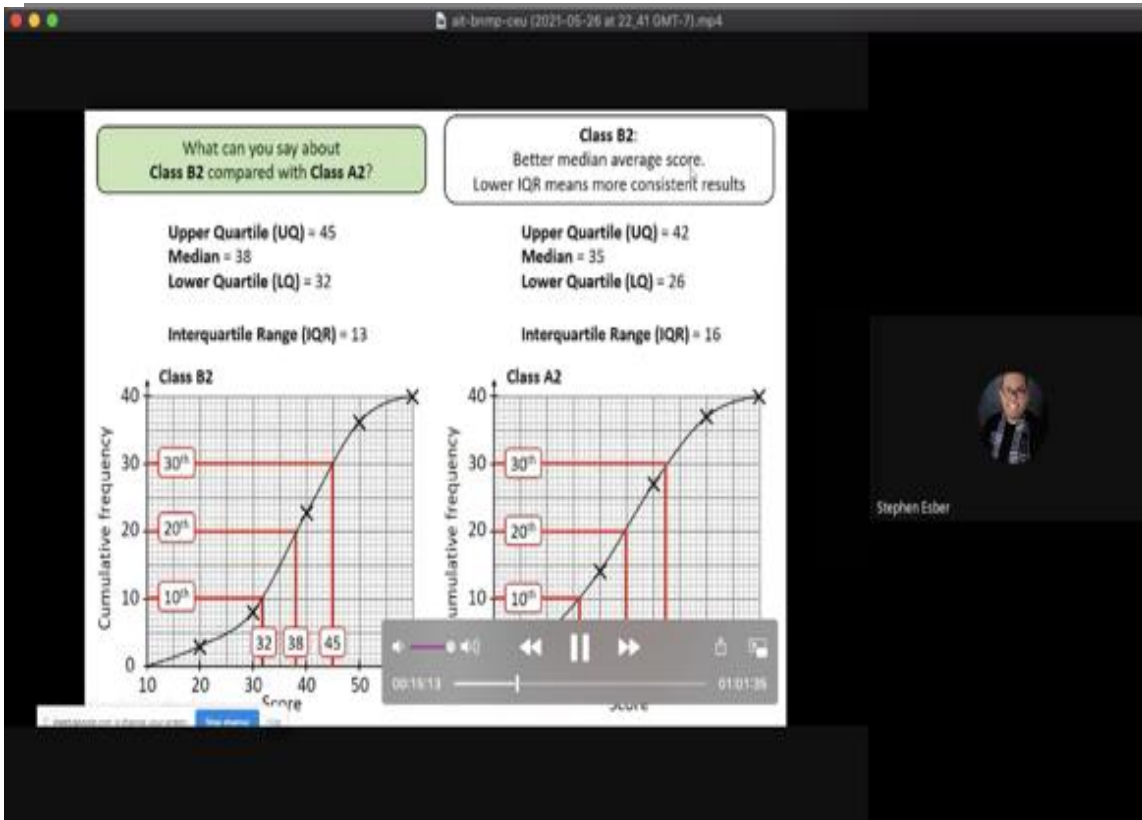 ait-bnmp-ceu (2021-05-26 at 22_41 GMT-7).mp4
What can you say about
Class B2 compared with Class A2?
Class B2:
Better median average score.
Lower IQR means more consistent results
Upper Quartile (UQ) = 45
Median = 38
Lower Quartile (LQ) = 32
Interquartile Range (IQR) = 13
Upper Quartile (UQ) = 42
Median = 35
Lower Quartile (LQ) = 26
Interquartile Range (IQR) = 16
Class B2
Cumulative frequency
40
30
20
10
0
30th
20th
10th
32 38 45
10 20 30 40 50
Score
Class A2
Cumulative frequency
40
30
20
10
30th
20th
10th
Score
00:15:13
01:01:35
Stephen Esber